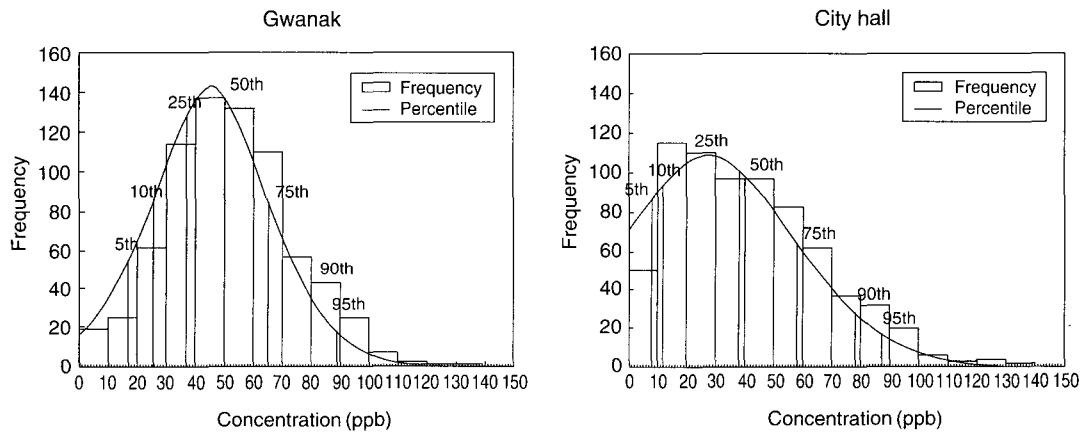 Gwanak
Frequency
160
140
120
100
80
60
40
20
0
5th
10th
25th
50th
75th
90th
95th
Frequency
Percentile
0 10 20 30 40 50 60 70 80 90 100 110 120 130 140 150
Concentration (ppb)
City hall
Frequency
160
140
120
100
80
60
40
20
0
5th
10th
25th
50th
75th
90th
95th
Frequency
Percentile
0 10 20 30 40 50 60 70 80 90 100 110 120 130 140 150
Concentration (ppb)